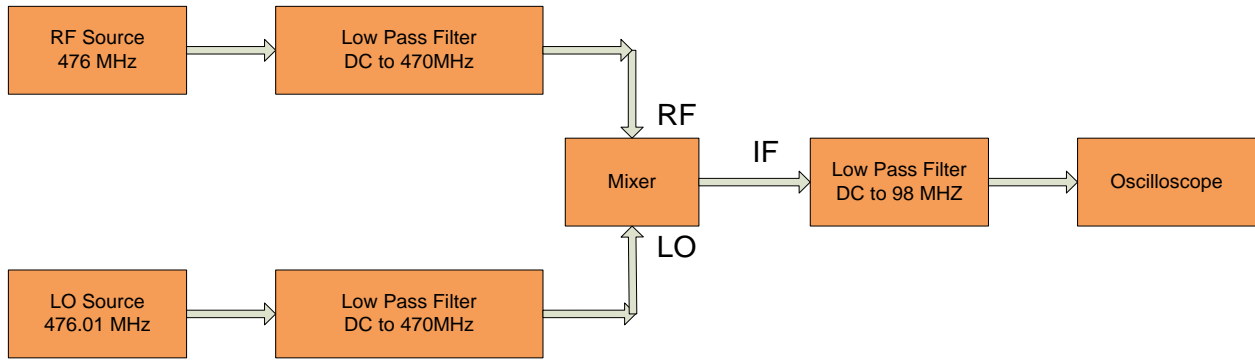 RF Source
476 MHz
Low Pass Filter
DC to 470MHz
RF
Mixer
IF
Low Pass Filter
DC to 98 MHZ
Oscilloscope
LO
LO Source
476.01 MHz
Low Pass Filter
DC to 470MHz